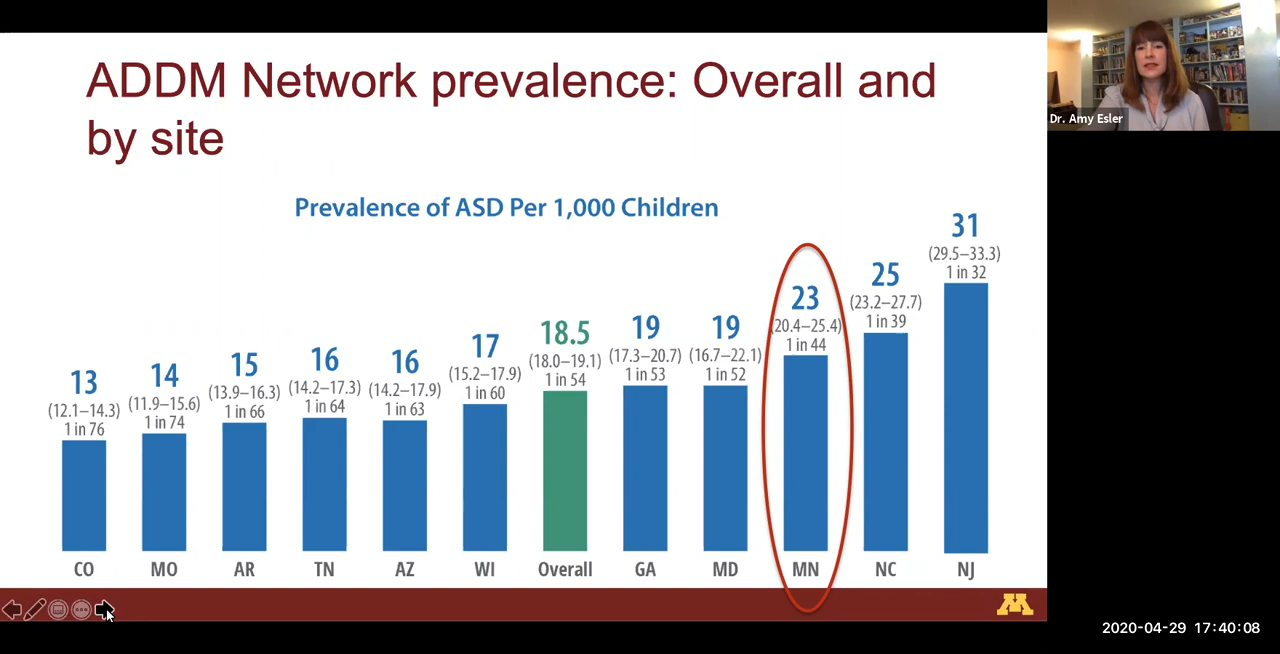 ADDM Network prevalence: Overall and
by site
Dr. Amy Esler
Prevalence of ASD Per 1,000 Children
13
(12.1–14.3)
1 in 76
14
(11.9–15.6)
1 in 74
15
(13.9–16.3)
1 in 66
16
(14.2–17.3)
1 in 64
16
(14.2–17.9)
1 in 63
17
(15.2–17.9)
1 in 60
18.5
(18.0–19.1)
1 in 54
19
(17.3–20.7)
1 in 53
19
(16.7–22.1)
1 in 52
23
(20.4–25.4)
1 in 44
25
(23.2–27.7)
1 in 39
31
(29.5–33.3)
1 in 32
CO MO AR TN AZ WI Overall GA MD MN NC NJ
M
2020-04-29 17:40:08